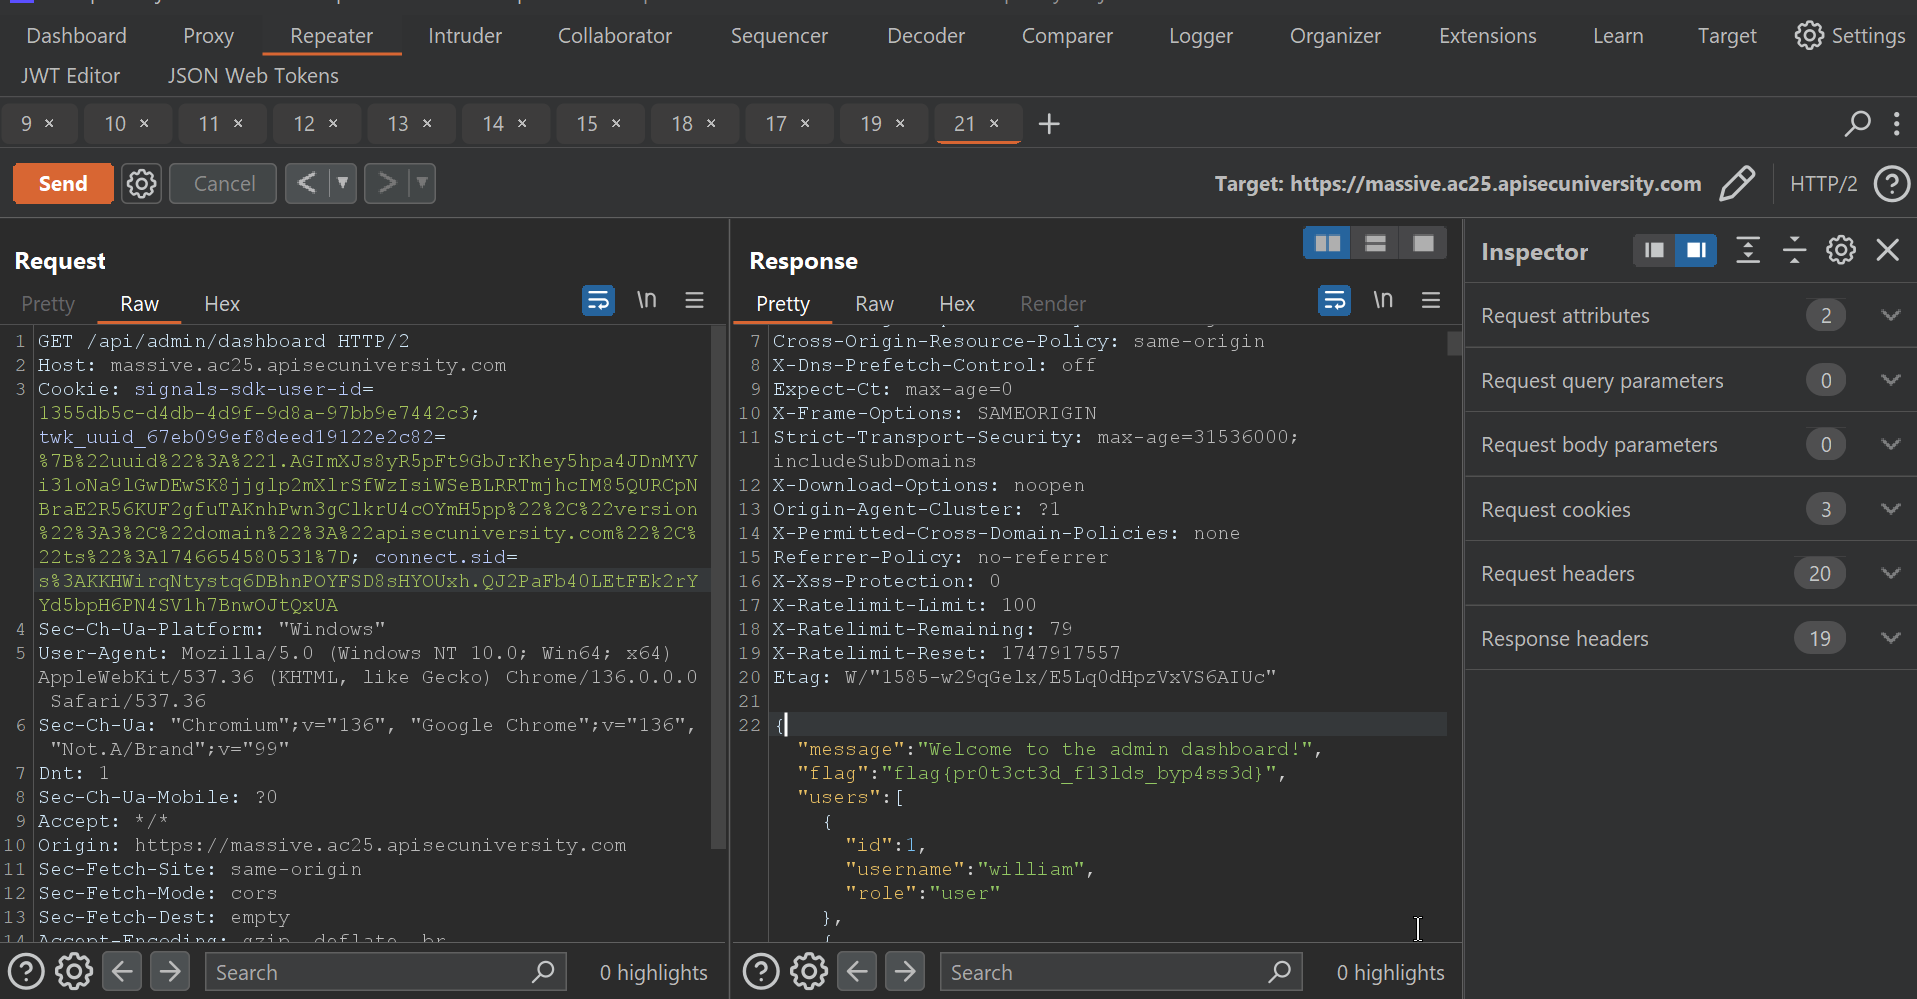 Dashboard Proxy Repeater Intruder Collaborator Sequencer Decoder Comparer Logger Organizer Extensions Learn Target Settings
JWT Editor JSON Web Tokens
9 × 10 × 11 × 12 × 13 × 14 × 15 × 18 × 17 × 19 × 21 × +
Send Cancel < > Target: https://massive.ac25.apisecuniversity.com HTTP/2
Request
Pretty Raw Hex \n
1 GET /api/admin/dashboard HTTP/2
2 Host: massive.ac25.apisecuniversity.com
3 Cookie: signals-sdk-user-id=
1355db5c-d4db-4d9f-9d8a-97bb9e7442c3;
twk_uuid_67eb099ef8deed19122e2c82=
%7B%22uuid%22%3A%221.AGImXJs8yR5pFt9GbJrKhey5hpa4JDnMYV
i31oNa9lGwDEwSK8jjglp2mXlrSfWzIsiWSeBLRRTmjhcIM85QURCpN
BraE2R56KUF2gfuTAKnhPwn3gClkrU4cOYmH5pp%22%2C%22version
%22%3A3%2C%22domain%22%3A%22apisecuniversity.com%22%2C%
22ts%22%3A1746654580531%7D; connect.sid=
s%3AKKHWirqNtystq6DBhnPOYFSD8sHYOUxh.QJ2PaFb40LEtFEk2rY
Yd5bpH6PN4SV1h7BnwOJtQxUA
4 Sec-Ch-Ua-Platform: "Windows"
5 User-Agent: Mozilla/5.0 (Windows NT 10.0; Win64; x64)
AppleWebKit/537.36 (KHTML, like Gecko) Chrome/136.0.0.0
Safari/537.36
6 Sec-Ch-Ua: "Chromium";v="136", "Google Chrome";v="136",
"Not.A/Brand";v="99"
7 Dnt: 1
8 Sec-Ch-Ua-Mobile: ?0
9 Accept: */*
10 Origin: https://massive.ac25.apisecuniversity.com
11 Sec-Fetch-Site: same-origin
12 Sec-Fetch-Mode: cors
13 Sec-Fetch-Dest: empty
14 Accept-Encoding: gzip, deflate, br
Search 0 highlights
Response
Pretty Raw Hex Render \n
7 Cross-Origin-Resource-Policy: same-origin
8 X-Dns-Prefetch-Control: off
9 Expect-Ct: max-age=0
10 X-Frame-Options: SAMEORIGIN
11 Strict-Transport-Security: max-age=31536000;
includeSubDomains
12 X-Download-Options: noopen
13 Origin-Agent-Cluster: ?1
14 X-Permitted-Cross-Domain-Policies: none
15 Referrer-Policy: no-referrer
16 X-Xss-Protection: 0
17 X-Ratelimit-Limit: 100
18 X-Ratelimit-Remaining: 79
19 X-Ratelimit-Reset: 1747917557
20 Etag: W/"1585-w29qGelx/E5Lq0dHpzVxVS6AIUc"
21
22 {
"message":"Welcome to the admin dashboard!",
"flag":"flag{pr0t3ct3d_f13lds_byp4ss3d}",
"users":[
{
"id":1,
"username":"william",
"role":"user"
},
{
Search 0 highlights
Inspector
Request attributes 2
Request query parameters 0
Request body parameters 0
Request cookies 3
Request headers 20
Response headers 19